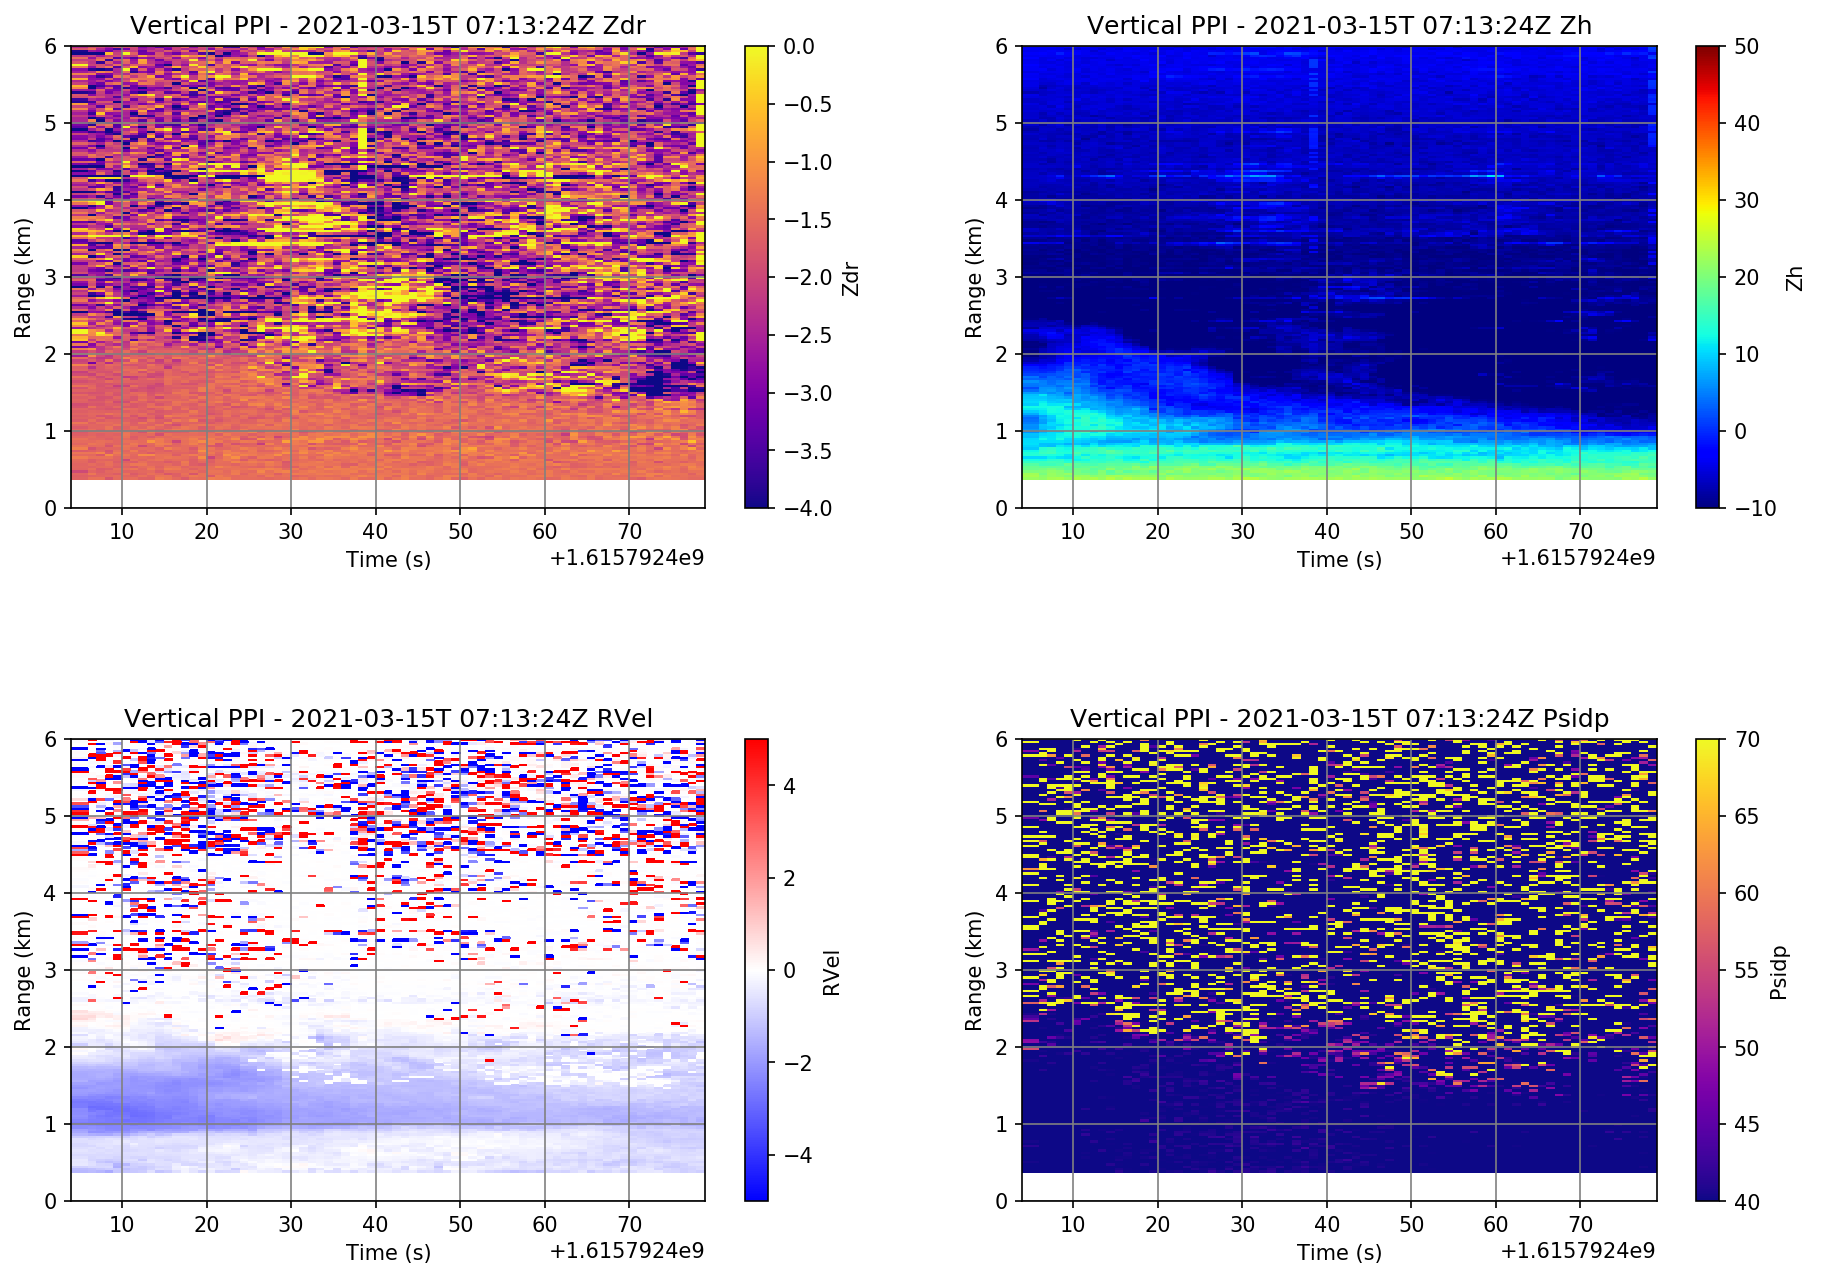 Vertical PPI - 2021-03-15T 07:13:24Z Zdr
6
5
4
3
2
1
0
Range (km)
10 20 30 40 50 60 70
Time (s)
+1.6157924e9
0.0
−0.5
−1.0
−1.5
−2.0
−2.5
−3.0
−3.5
−4.0
Zdr
Vertical PPI - 2021-03-15T 07:13:24Z Zh
6
5
4
3
2
1
0
Range (km)
10 20 30 40 50 60 70
Time (s)
+1.6157924e9
50
40
30
20
10
0
−10
Zh
Vertical PPI - 2021-03-15T 07:13:24Z RVel
6
5
4
3
2
1
0
Range (km)
10 20 30 40 50 60 70
Time (s)
+1.6157924e9
4
2
0
−2
−4
RVel
Vertical PPI - 2021-03-15T 07:13:24Z Psidp
6
5
4
3
2
1
0
Range (km)
10 20 30 40 50 60 70
Time (s)
+1.6157924e9
70
65
60
55
50
45
40
Psidp